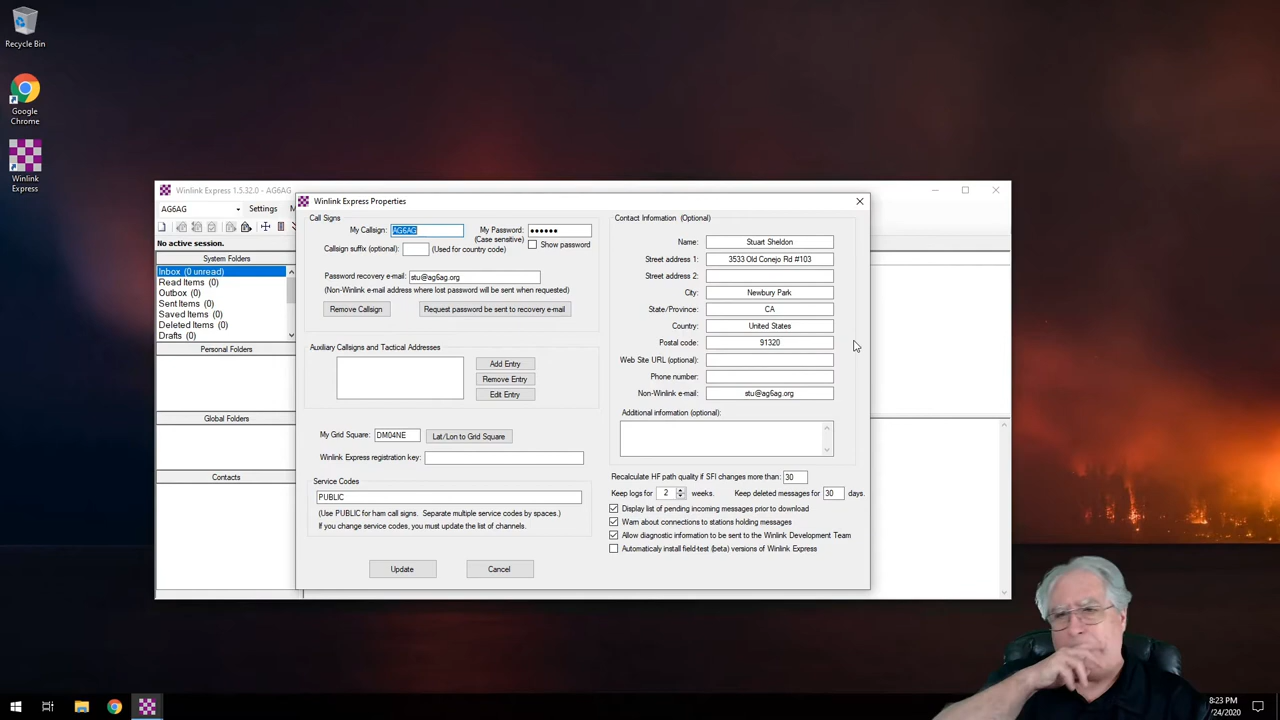 Recycle Bin
Google
Chrome
Winlink
Express
Winlink Express 1.5.32.0 - AG6AG
AG6AG
Settings
M
No active session.
System Folders
Inbox (0 unread)
Read Items (0)
Outbox (0)
Sent Items (0)
Saved Items (0)
Deleted Items (0)
Drafts (0)
Personal Folders
Global Folders
Contacts
Winlink Express Properties
Call Signs
My Callsign: AG6AG
My Password: ••••••
(Case sensitive)
Show password
Callsign suffix (optional):
(Used for country code)
Password recovery e-mail: stu@ag6ag.org
(Non-Winlink e-mail address where lost password will be sent when requested)
Remove Callsign
Request password be sent to recovery e-mail
Auxiliary Callsigns and Tactical Addresses
Add Entry
Remove Entry
Edit Entry
My Grid Square: DM04NE
Lat/Lon to Grid Square
Winlink Express registration key:
Service Codes
PUBLIC
(Use PUBLIC for ham call signs. Separate multiple service codes by spaces.)
If you change service codes, you must update the list of channels.
Update
Cancel
Contact Information (Optional)
Name: Stuart Sheldon
Street address 1: 3533 Old Conejo Rd #103
Street address 2:
City: Newbury Park
State/Province: CA
Country: United States
Postal code: 91320
Web Site URL (optional):
Phone number:
Non-Winlink e-mail: stu@ag6ag.org
Additional information (optional):
Recalculate HF path quality if SFI changes more than: 30
Keep logs for 2 weeks. Keep deleted messages for 30 days.
Display list of pending incoming messages prior to download
Warn about connections to stations holding messages
Allow diagnostic information to be sent to the Winlink Development Team
Automaticaly install field-test (beta) versions of Winlink Express
8:23 PM
/24/2020